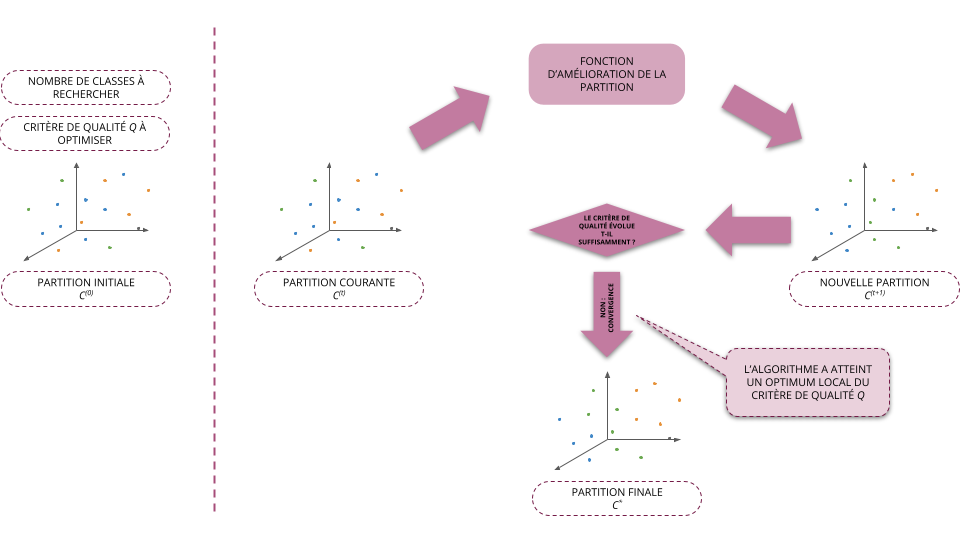 NOMBRE DE CLASSES À
RECHERCHER
CRITÈRE DE QUALITÉ Q À
OPTIMISER
PARTITION INITIALE
C(0)
PARTITION COURANTE
C(t)
FONCTION
D'AMÉLIORATION DE LA
PARTITION
NOUVELLE PARTITION
C(t+1)
LE CRITÈRE DE
QUALITÉ ÉVOLUE
T-IL
SUFFISAMMENT ?
NON :
CONVERGENCE
L'ALGORITHME A ATTEINT
UN OPTIMUM LOCAL DU
CRITÈRE DE QUALITÉ Q
PARTITION FINALE
C*